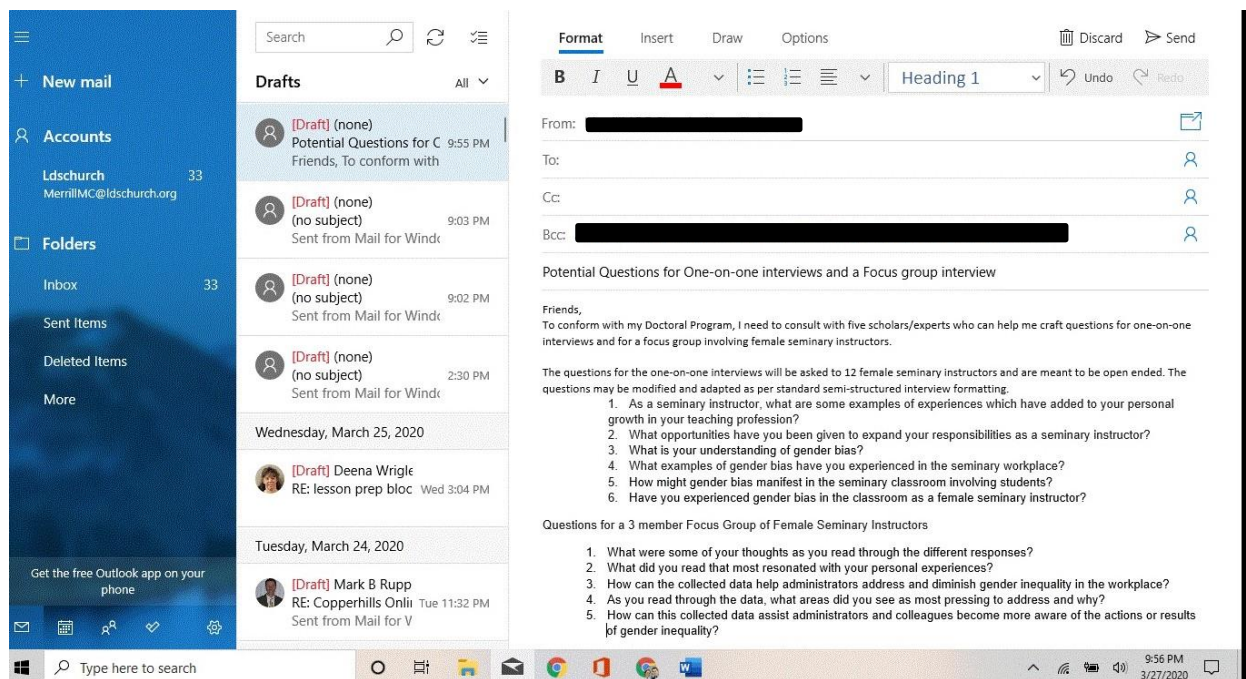 New mail
Accounts
Ldschurch 33
MerrillMC@ldschurch.org
Folders
Inbox 33
Sent Items
Deleted Items
More
Get the free Outlook app on your
phone
Search
Drafts All
[Draft] (none)
Potential Questions for C 9:55 PM
Friends, To conform with
[Draft] (none)
(no subject) 9:03 PM
Sent from Mail for Windo
[Draft] (none)
(no subject) 9:02 PM
Sent from Mail for Windo
[Draft] (none)
(no subject) 2:30 PM
Sent from Mail for Windo
Wednesday, March 25, 2020
[Draft] Deena Wrigle
RE: lesson prep bloc Wed 3:04 PM
Tuesday, March 24, 2020
[Draft] Mark B Rupp
RE: Copperhills Onlin Tue 11:32 PM
Sent from Mail for V
Format Insert Draw Options Discard Send
B I U A Heading 1 Undo Redo
From:
To:
Cc:
Bcc:
Potential Questions for One-on-one interviews and a Focus group interview
Friends,
To conform with my Doctoral Program, I need to consult with five scholars/experts who can help me craft questions for one-on-one
interviews and for a focus group involving female seminary instructors.
The questions for the one-on-one interviews will be asked to 12 female seminary instructors and are meant to be open ended. The
questions may be modified and adapted as per standard semi-structured interview formatting.
1. As a seminary instructor, what are some examples of experiences which have added to your personal
growth in your teaching profession?
2. What opportunities have you been given to expand your responsibilities as a seminary instructor?
3. What is your understanding of gender bias?
4. What examples of gender bias have you experienced in the seminary workplace?
5. How might gender bias manifest in the seminary classroom involving students?
6. Have you experienced gender bias in the classroom as a female seminary instructor?
Questions for a 3 member Focus Group of Female Seminary Instructors
1. What were some of your thoughts as you read through the different responses?
2. What did you read that most resonated with your personal experiences?
3. How can the collected data help administrators address and diminish gender inequality in the workplace?
4. As you read through the data, what areas did you see as most pressing to address and why?
5. How can this collected data assist administrators and colleagues become more aware of the actions or results
of gender inequality?
Type here to search
9:56 PM
3/27/2020